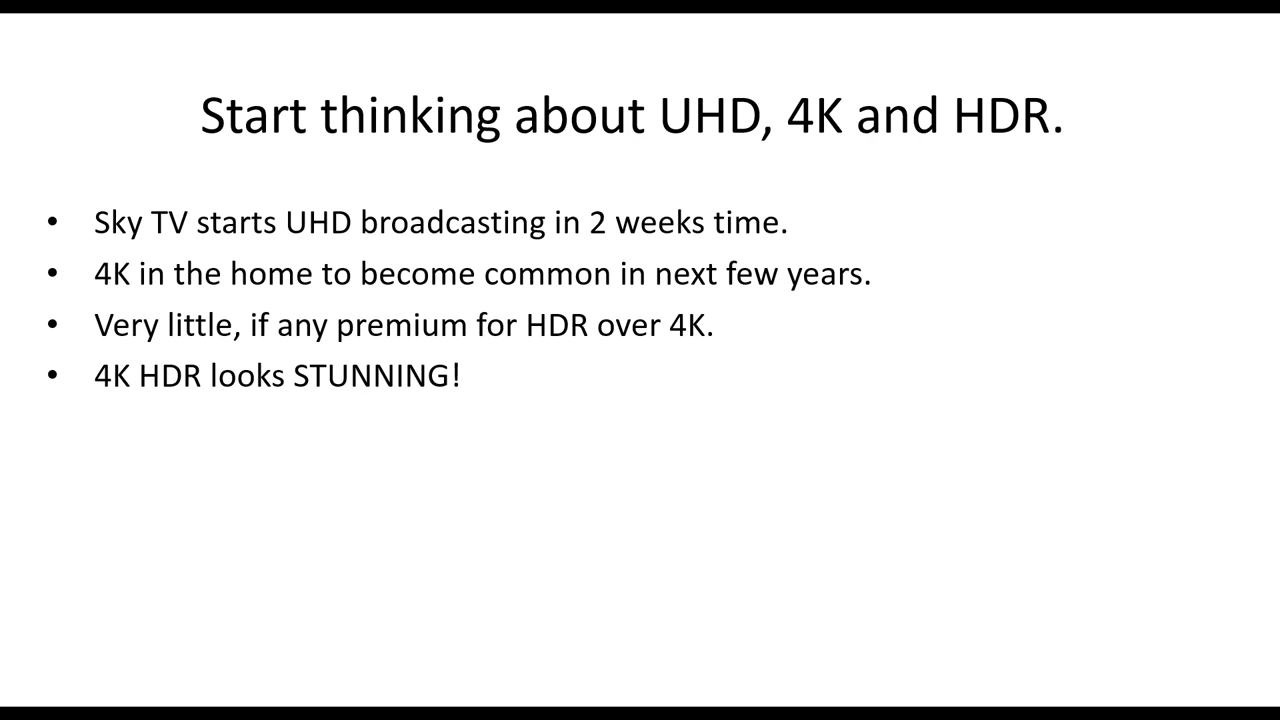 Start thinking about UHD, 4K and HDR.
• Sky TV starts UHD broadcasting in 2 weeks time.
• 4K in the home to become common in next few years.
• Very little, if any premium for HDR over 4K.
• 4K HDR looks STUNNING!